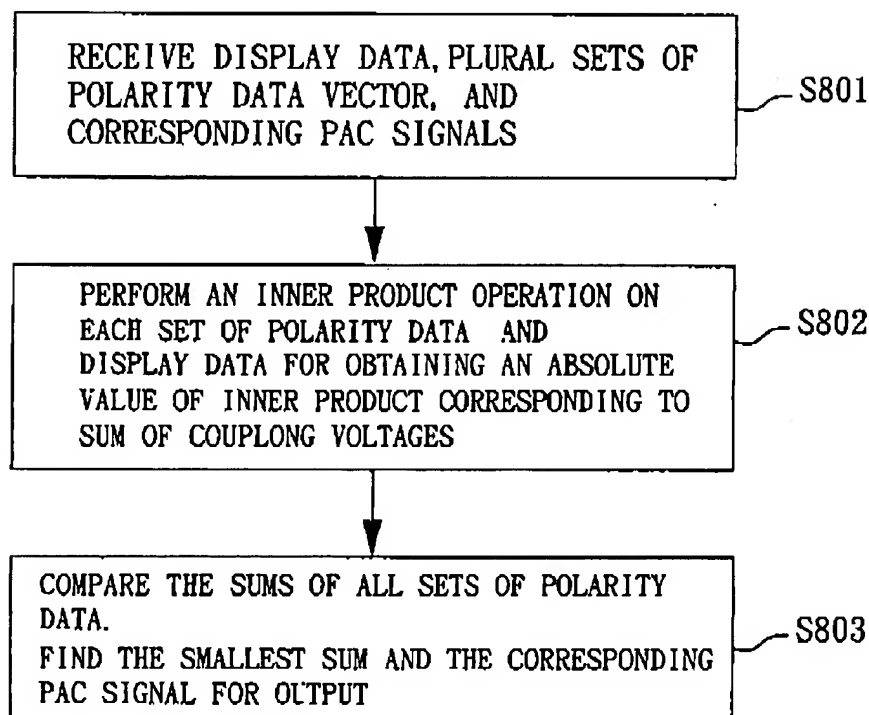 RECEIVE DISPLAY DATA, PLURAL SETS OF
POLARITY DATA VECTOR, AND
CORRESPONDING PAC SIGNALS
S801
PERFORM AN INNER PRODUCT OPERATION ON
EACH SET OF POLARITY DATA AND
DISPLAY DATA FOR OBTAINING AN ABSOLUTE
VALUE OF INNER PRODUCT CORRESPONDING TO
SUM OF COUPLONG VOLTAGES
S802
COMPARE THE SUMS OF ALL SETS OF POLARITY
DATA.
FIND THE SMALLEST SUM AND THE CORRESPONDING
PAC SIGNAL FOR OUTPUT
S803